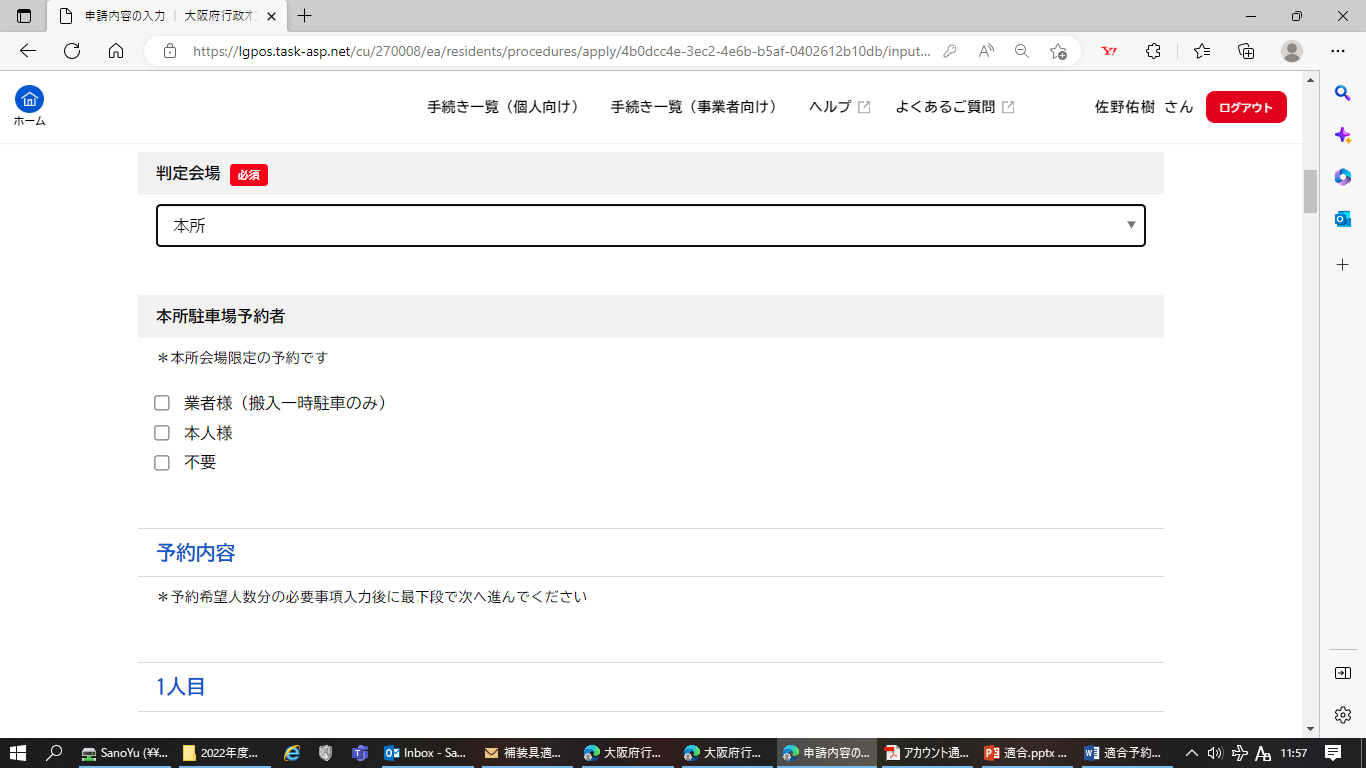 申請内容の入力 | 大阪府行政オン
https://lgpos.task-asp.net/cu/270008/ea/residents/procedures/apply/4b0dcc4e-3ec2-4e6b-b5af-0402612b10db/input...
ホーム
手続き一覧（個人向け） 手続き一覧（事業者向け） ヘルプ よくあるご質問 佐野佑樹 さん ログアウト
判定会場 必須
本所
本所駐車場予約者
＊本所会場限定の予約です
業者様（搬入一時駐車のみ）
本人様
不要
予約内容
＊予約希望人数分の必要事項入力後に最下段で次へ進んでください
1人目
SanoYu (¥¥... 2022年度... Inbox - Sa... 補装具適... 大阪府行... 大阪府行... 申請内容の... アカウント通... 適合.pptx ... 適合予約... 11:57